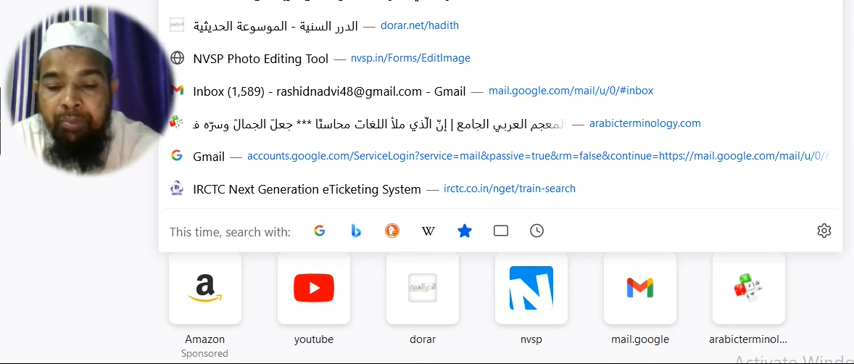 الدرر السنية - الموسوعة الحديثية — dorar.net/hadith
NVSP Photo Editing Tool — nvsp.in/Forms/EditImage
Inbox (1,589) - rashidnadvi48@gmail.com - Gmail — mail.google.com/mail/u/0/#inbox
المعجم العربي الجامع | إنّ الّذي ملأ اللغات محاسنًا *** جعلَ الجمالَ وسرّه فـ — arabicterminology.com
Gmail — accounts.google.com/ServiceLogin?service=mail&passive=true&rm=false&continue=https://mail.google.com/mail/u/0/
IRCTC Next Generation eTicketing System — irctc.co.in/nget/train-search
This time, search with:
Amazon youtube dorar nvsp mail.google arabicterminol...
Sponsored